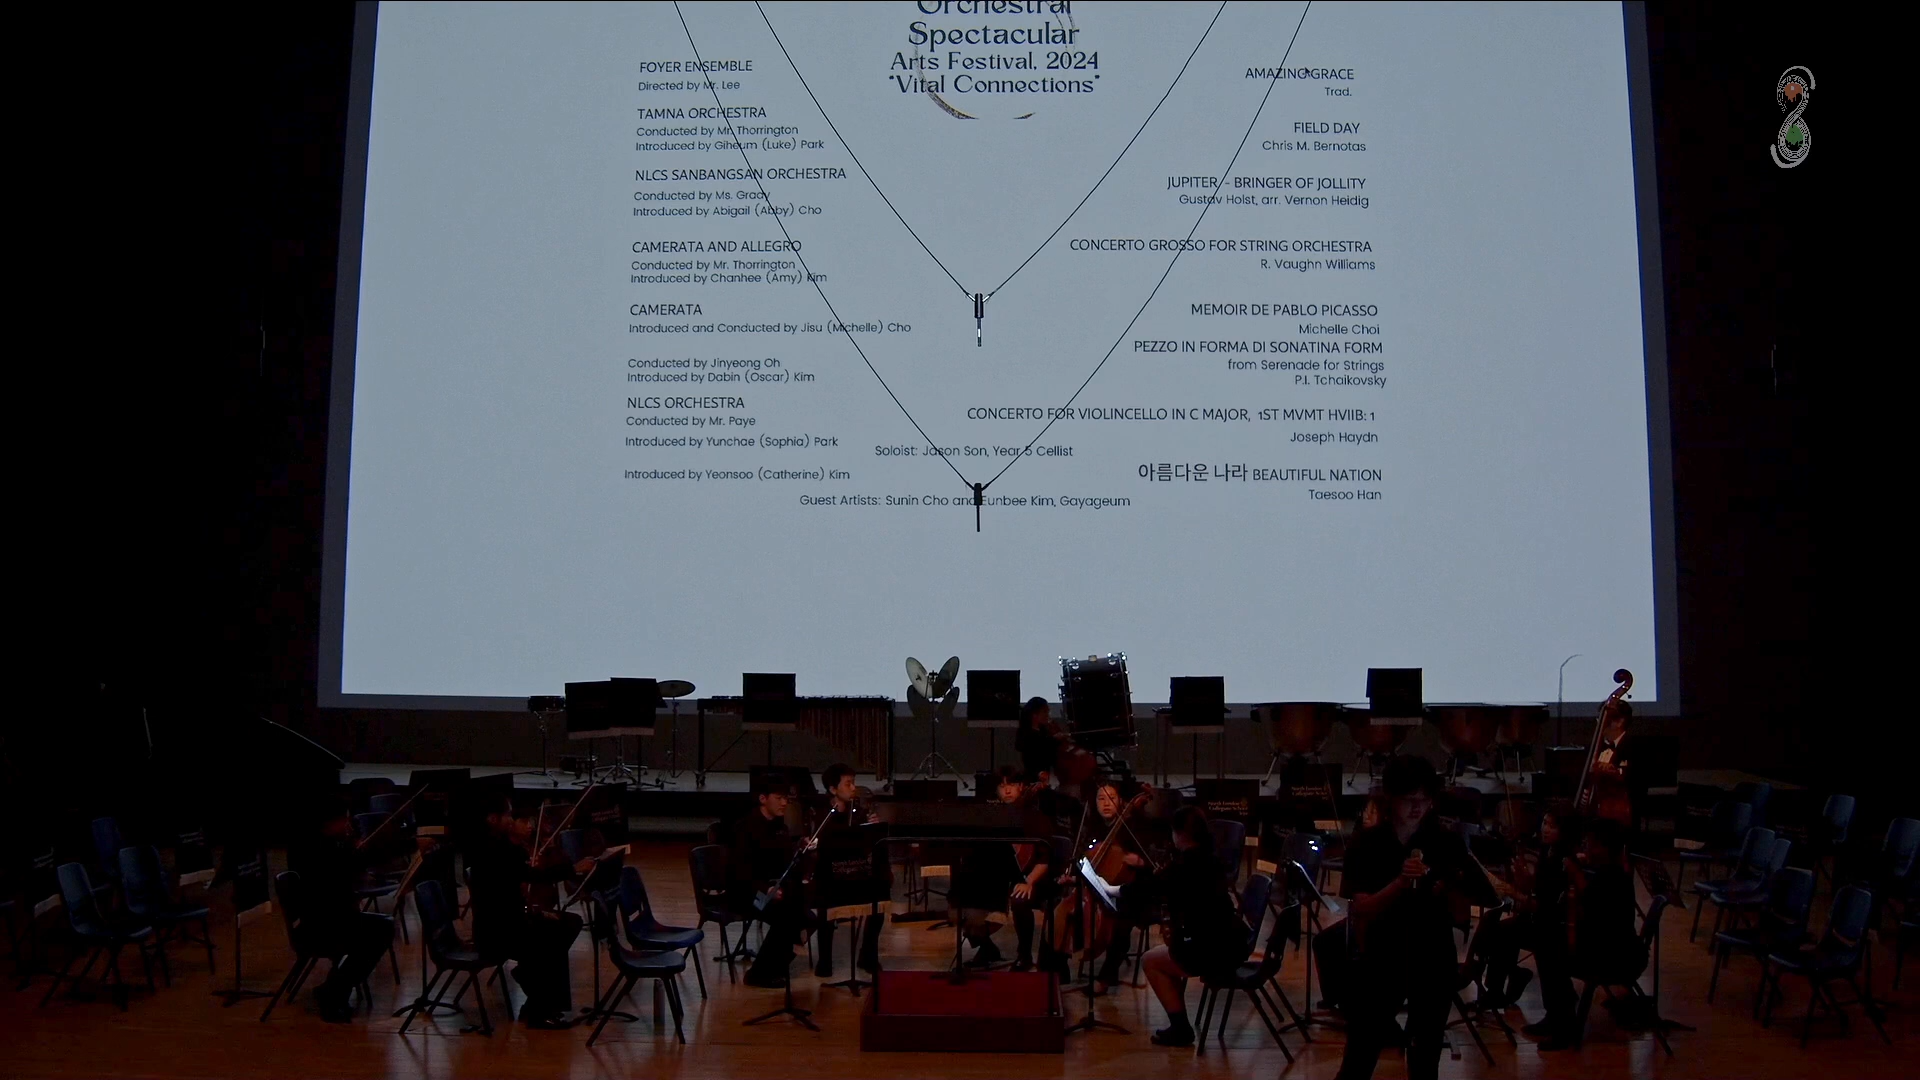 Orchestral
Spectacular
Arts Festival, 2024
"Vital Connections"
FOYER ENSEMBLE
Directed by Mr. Lee
AMAZING GRACE
Trad.
TAMNA ORCHESTRA
Conducted by Mr. Thorrington
Introduced by Giheum (Luke) Park
FIELD DAY
Chris M. Bernotas
NLCS SANBANGSAN ORCHESTRA
Conducted by Ms. Grady
Introduced by Abigail (Abby) Cho
JUPITER - BRINGER OF JOLLITY
Gustav Holst, arr. Vernon Heidig
CAMERATA AND ALLEGRO
Conducted by Mr. Thorrington
Introduced by Chanhee (Amy) Kim
CONCERTO GROSSO FOR STRING ORCHESTRA
R. Vaughn Williams
CAMERATA
Introduced and Conducted by Jisu (Michelle) Cho
MEMOIR DE PABLO PICASSO
Michelle Choi
Conducted by Jinyeong Oh
Introduced by Dabin (Oscar) Kim
PEZZO IN FORMA DI SONATINA FORM
from Serenade for Strings
P.I. Tchaikovsky
NLCS ORCHESTRA
Conducted by Mr. Paye
Introduced by Yunchae (Sophia) Park
CONCERTO FOR VIOLINCELLO IN C MAJOR, 1ST MVMT HVIIB: 1
Joseph Haydn
Soloist: Jason Son, Year 5 Cellist
Introduced by Yeonsoo (Catherine) Kim
아름다운 나라 BEAUTIFUL NATION
Taesoo Han
Guest Artists: Sunin Cho and Eunbee Kim, Gayageum